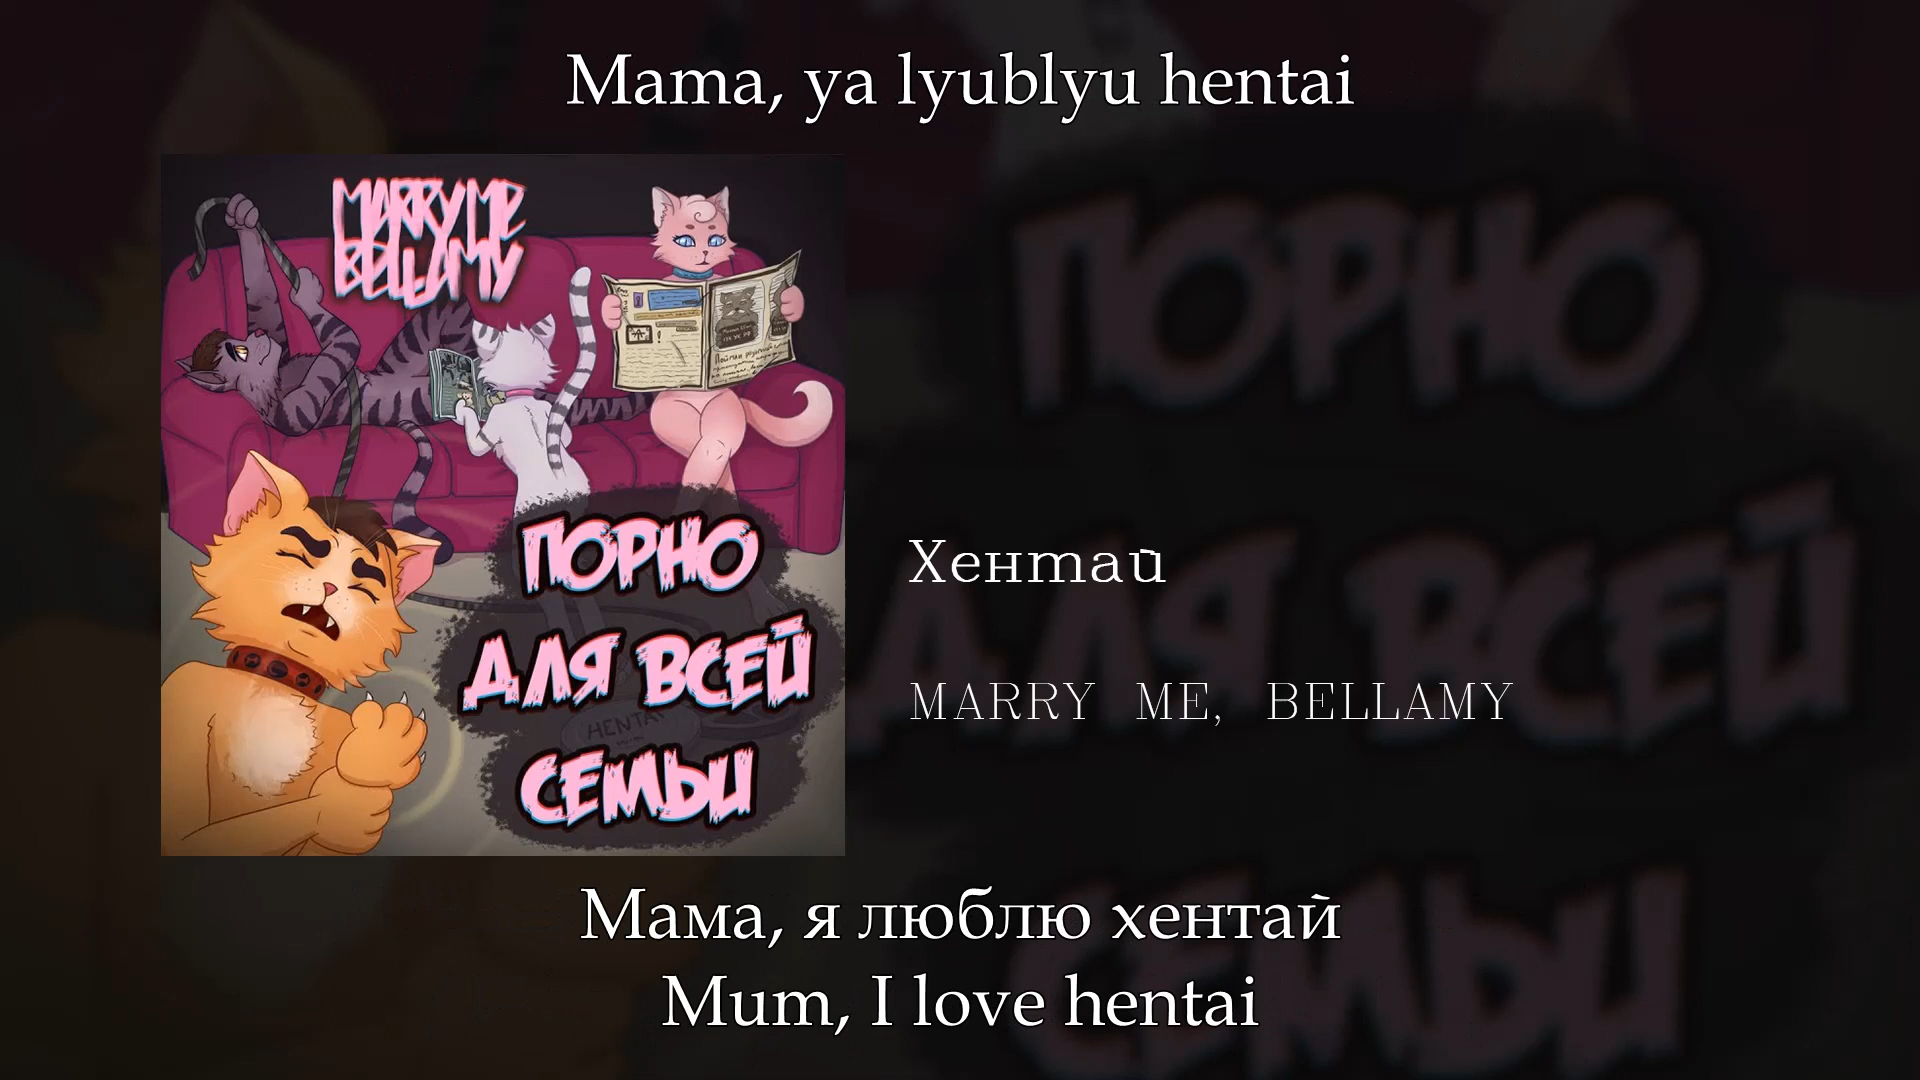 Mama, ya lyublyu hentai
MARRY ME
BELLAMY
ПОРНО
ДЛЯ ВСЕЙ
СЕМЬИ
HENTAI
Хентай
MARRY ME, BELLAMY
Мама, я люблю хентай
Mum, I love hentai